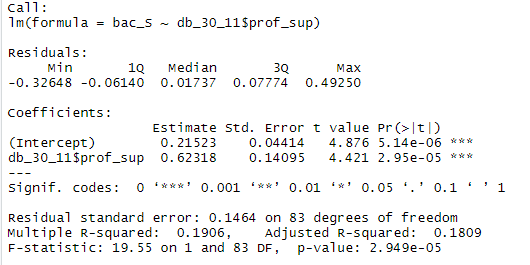 Call:
lm(formula = bac_S ~ db_30_11$prof_sup)
Residuals:
Min 1Q Median 3Q Max
-0.32648 -0.06140 0.01737 0.07774 0.49250
Coefficients:
Estimate Std. Error t value Pr(>|t|)
(Intercept) 0.21523 0.04414 4.876 5.14e-06 ***
db_30_11$prof_sup 0.62318 0.14095 4.421 2.95e-05 ***
---
Signif. codes: 0 ‘***’ 0.001 ‘**’ 0.01 ‘*’ 0.05 ‘.’ 0.1 ‘ ’ 1
Residual standard error: 0.1464 on 83 degrees of freedom
Multiple R-squared: 0.1906, Adjusted R-squared: 0.1809
F-statistic: 19.55 on 1 and 83 DF, p-value: 2.949e-05